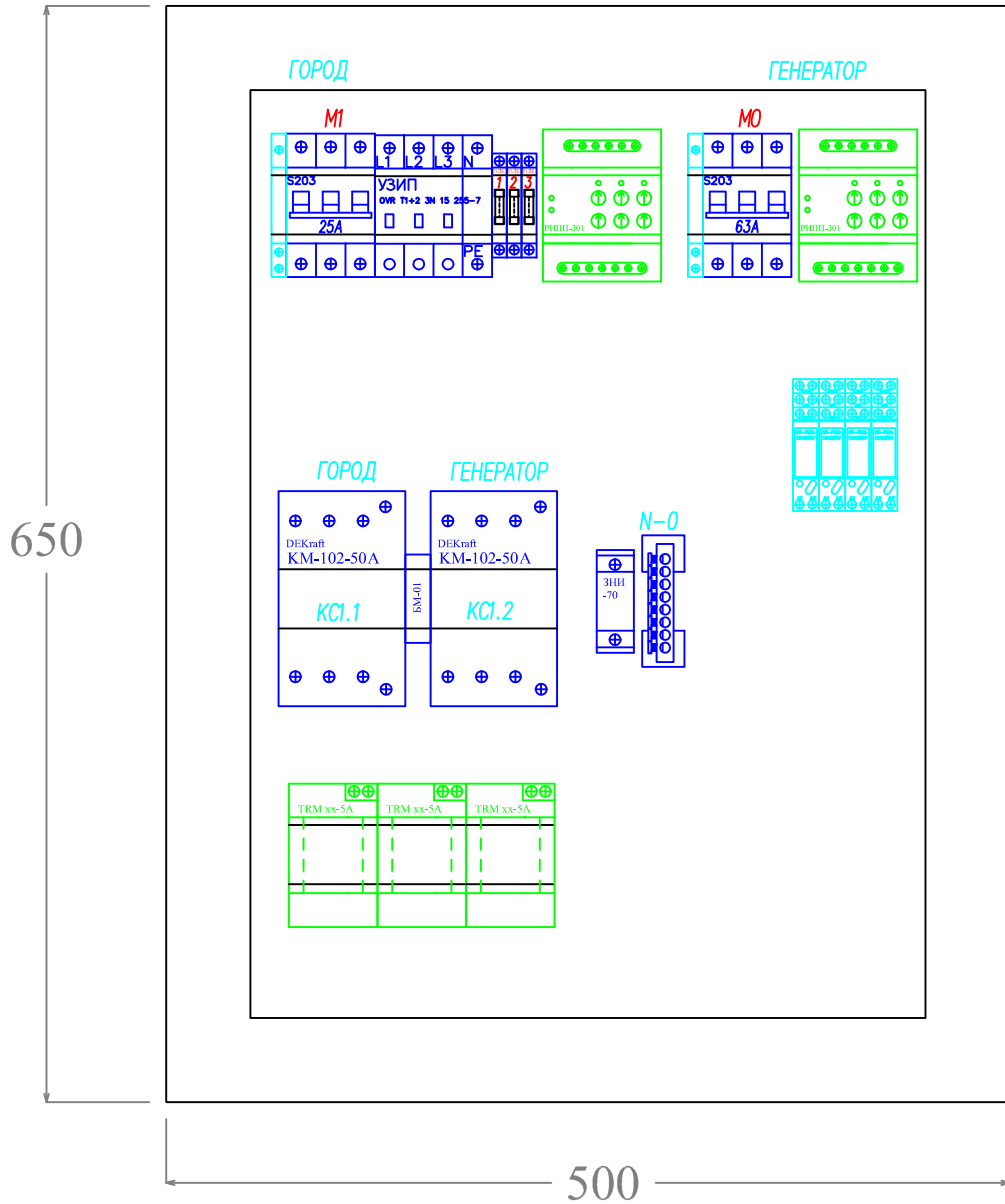 ГОРОД
ГЕНЕРАТОР
М1
М0
L1 L2 L3 N
S203
УЗИП
OVR T1+2 3N 15 255-7
1 2 3
25А
РНПП-301
PE
S203
63А
РНПП-301
ГОРОД
ГЕНЕРАТОР
N-0
DEKraft
КМ-102-50А
DEKraft
КМ-102-50А
БМ-01
ЗНИ
-70
КС1.1
КС1.2
650
TRM xx-5A
TRM xx-5A
TRM xx-5A
500